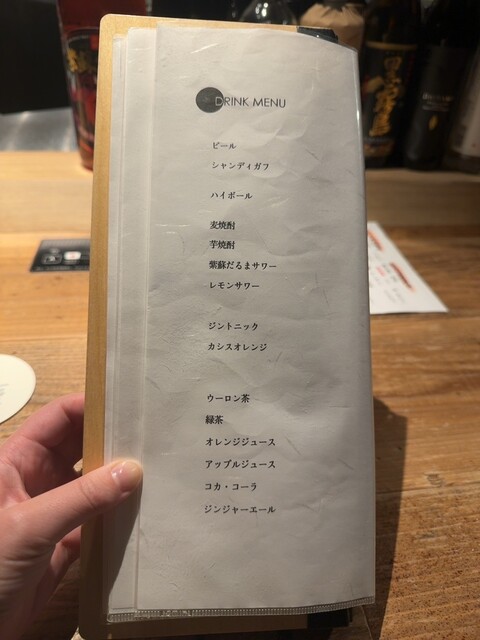 DRINK MENU
ビール
シャンディガフ
ハイボール
麦焼酎
芋焼酎
紫蘇だるまサワー
レモンサワー
ジントニック
カシスオレンジ
ウーロン茶
緑茶
オレンジジュース
アップルジュース
コカ・コーラ
ジンジャーエール